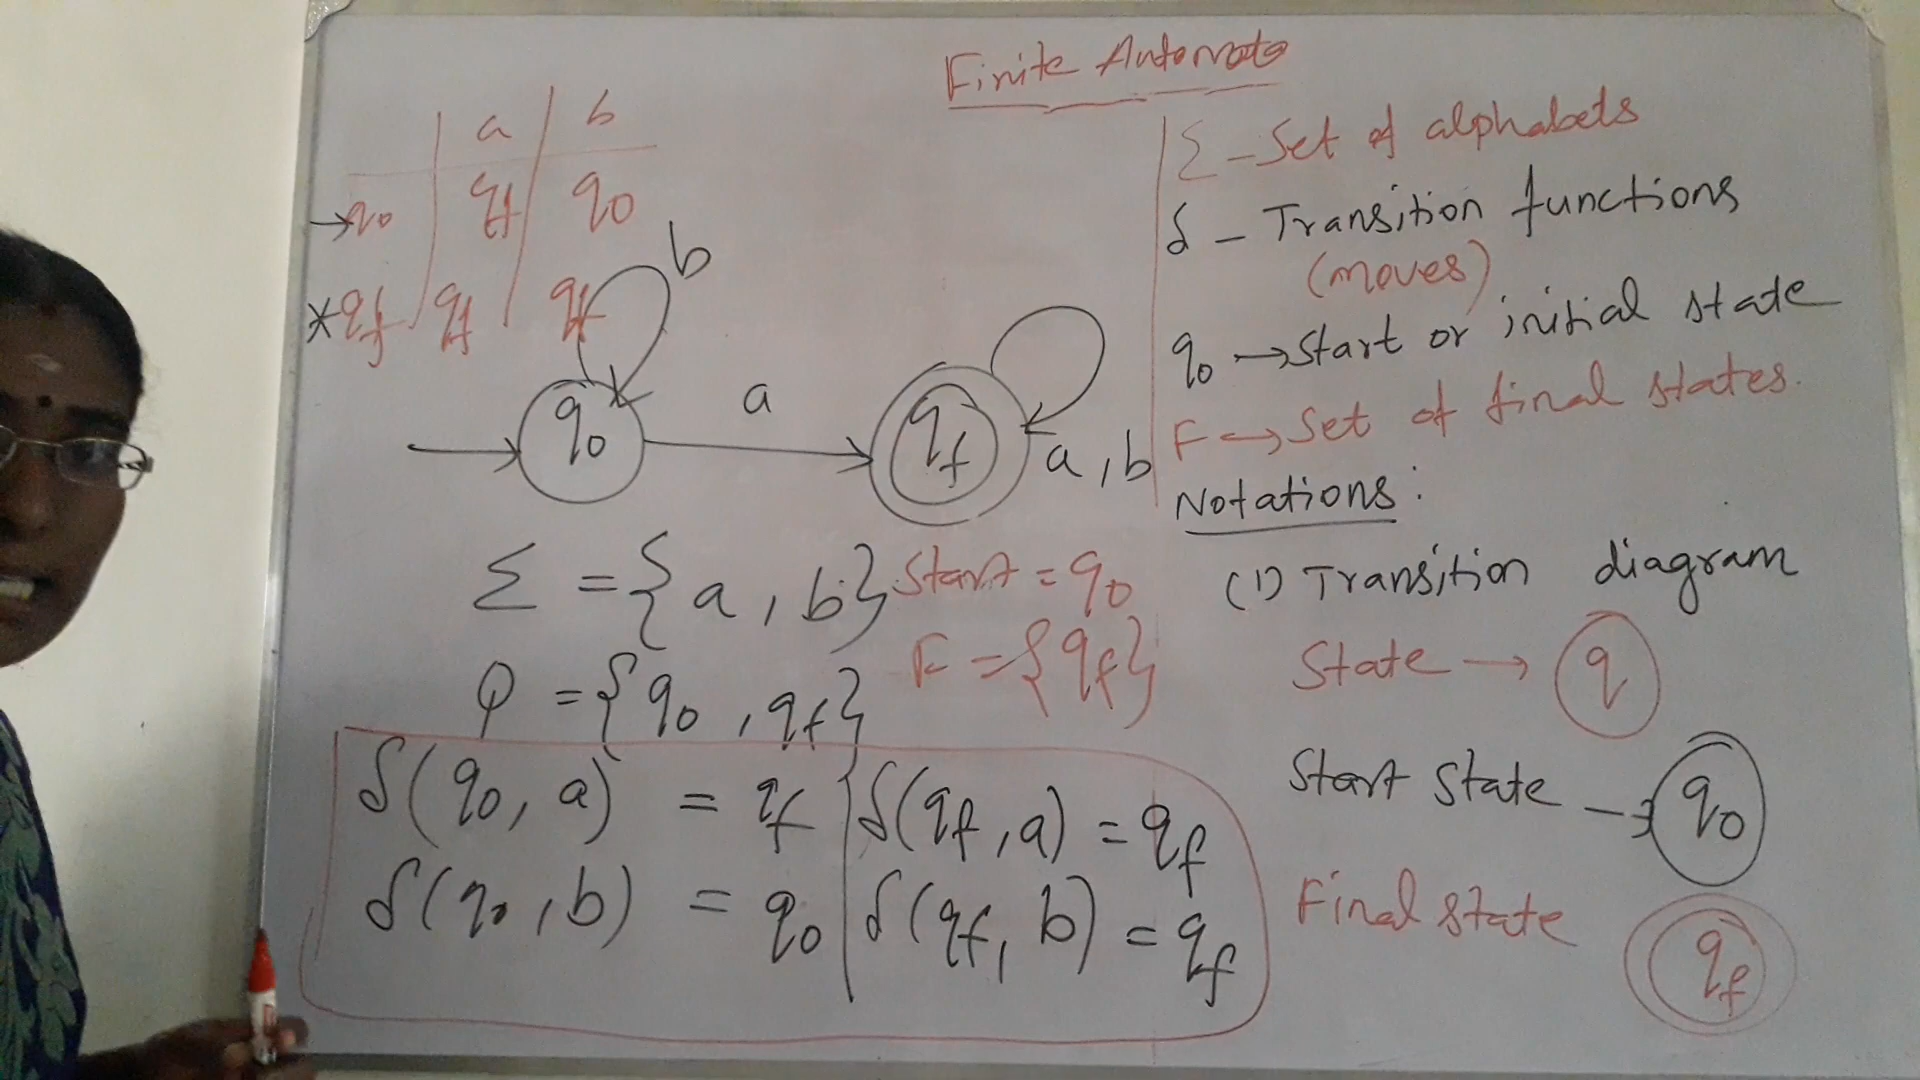 Finite Automata
a b
→q0 qf q0
*qf qf qf
b
q0 a qf a,b
Σ = {a, b}
Q = {q0, qf}
Start = q0
F = {qf}
δ(q0, a) = qf
δ(q0, b) = q0
δ(qf, a) = qf
δ(qf, b) = qf
Σ - Set of alphabets
δ - Transition functions
(moves)
q0 → Start or initial state
F → Set of final states.
Notations:
(1) Transition diagram
State → q
Start State → q0
Final State qf